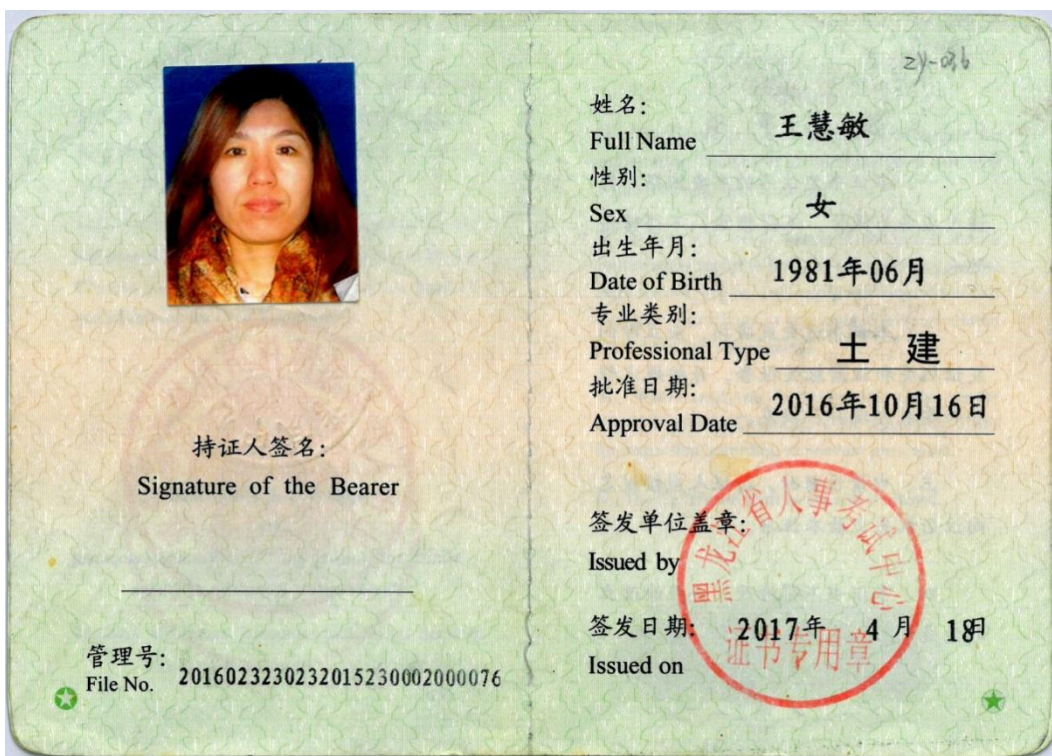 持证人签名:
Signature of the Bearer
管理号:
File No. 2016023230232015230002000076
zy-036
姓名:
Full Name 王慧敏
性别:
Sex 女
出生年月:
Date of Birth 1981年06月
专业类别:
Professional Type 土建
批准日期:
Approval Date 2016年10月16日
签发单位盖章:
Issued by
黑龙江省人事考试中心
证书专用章
签发日期: 2017年 4月 18日
Issued on